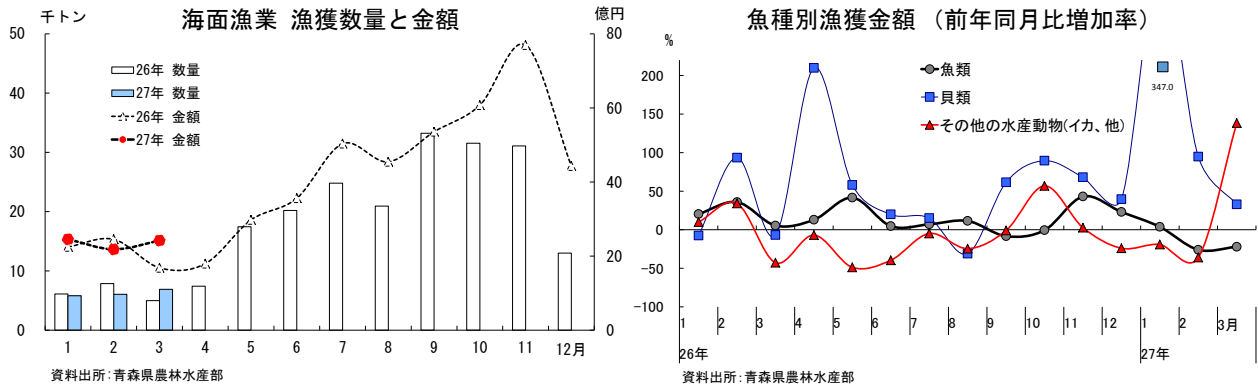 海面漁業 漁獲数量と金額
千トン
億円
50
40
30
20
10
0
80
60
40
20
0
26年 数量
27年 数量
26年 金額
27年 金額
1 2 3 4 5 6 7 8 9 10 11 12月
資料出所:青森県農林水産部
魚種別漁獲金額 （前年同月比増加率）
%
200
150
100
50
0
-50
-100
魚類
貝類
その他の水産動物(イカ、他)
347.0
1 2 3 4 5 6 7 8 9 10 11 12 1 2 3月
26年 27年
資料出所:青森県農林水産部